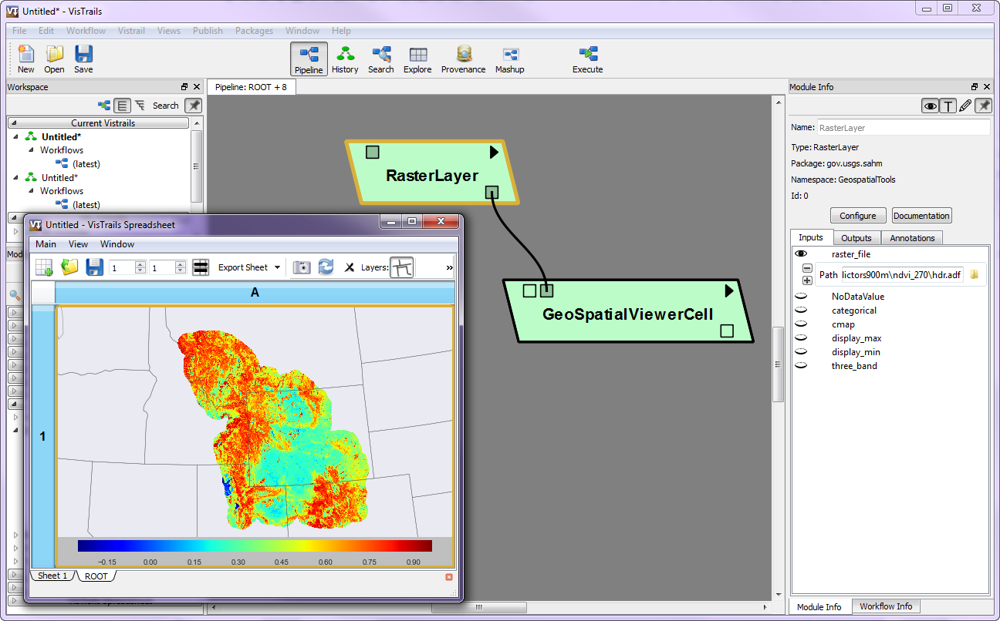 Untitled* - VisTrails
File Edit Workflow Vistrail Views Publish Packages Window Help
New Open Save Pipeline History Search Explore Provenance Mashup Execute
Workspace
Pipeline: ROOT + 8
Module Info
Search
Current Vistrails
Untitled*
Workflows
(latest)
Untitled*
Workflows
(latest)
Mod
RasterLayer
GeoSpatialViewerCell
Name: RasterLayer
Type: RasterLayer
Package: gov.usgs.sahm
Namespace: GeospatialTools
Id: 0
Configure Documentation
Inputs Outputs Annotations
raster_file
Path lictors900m\ndvi_270\hdr.adf
NoDataValue
categorical
cmap
display_max
display_min
three_band
Module Info Workflow Info
Untitled - VisTrails Spreadsheet
Main View Window
1 1 Export Sheet Layers: »
A
1
−0.15 0.00 0.15 0.30 0.45 0.60 0.75 0.90
Sheet 1 ROOT